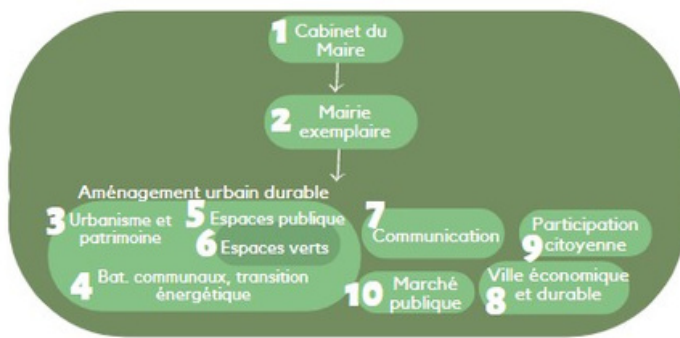 1 Cabinet du
Maire
2 Mairie
exemplaire
Aménagement urbain durable
3 Urbanisme et
patrimoine
5 Espaces publique
6 Espaces verts
4 Bat. communaux, transition
énergétique
7
Communication
Participation
9 citoyenne
10 Marché
publique
Ville économique
8 et durable